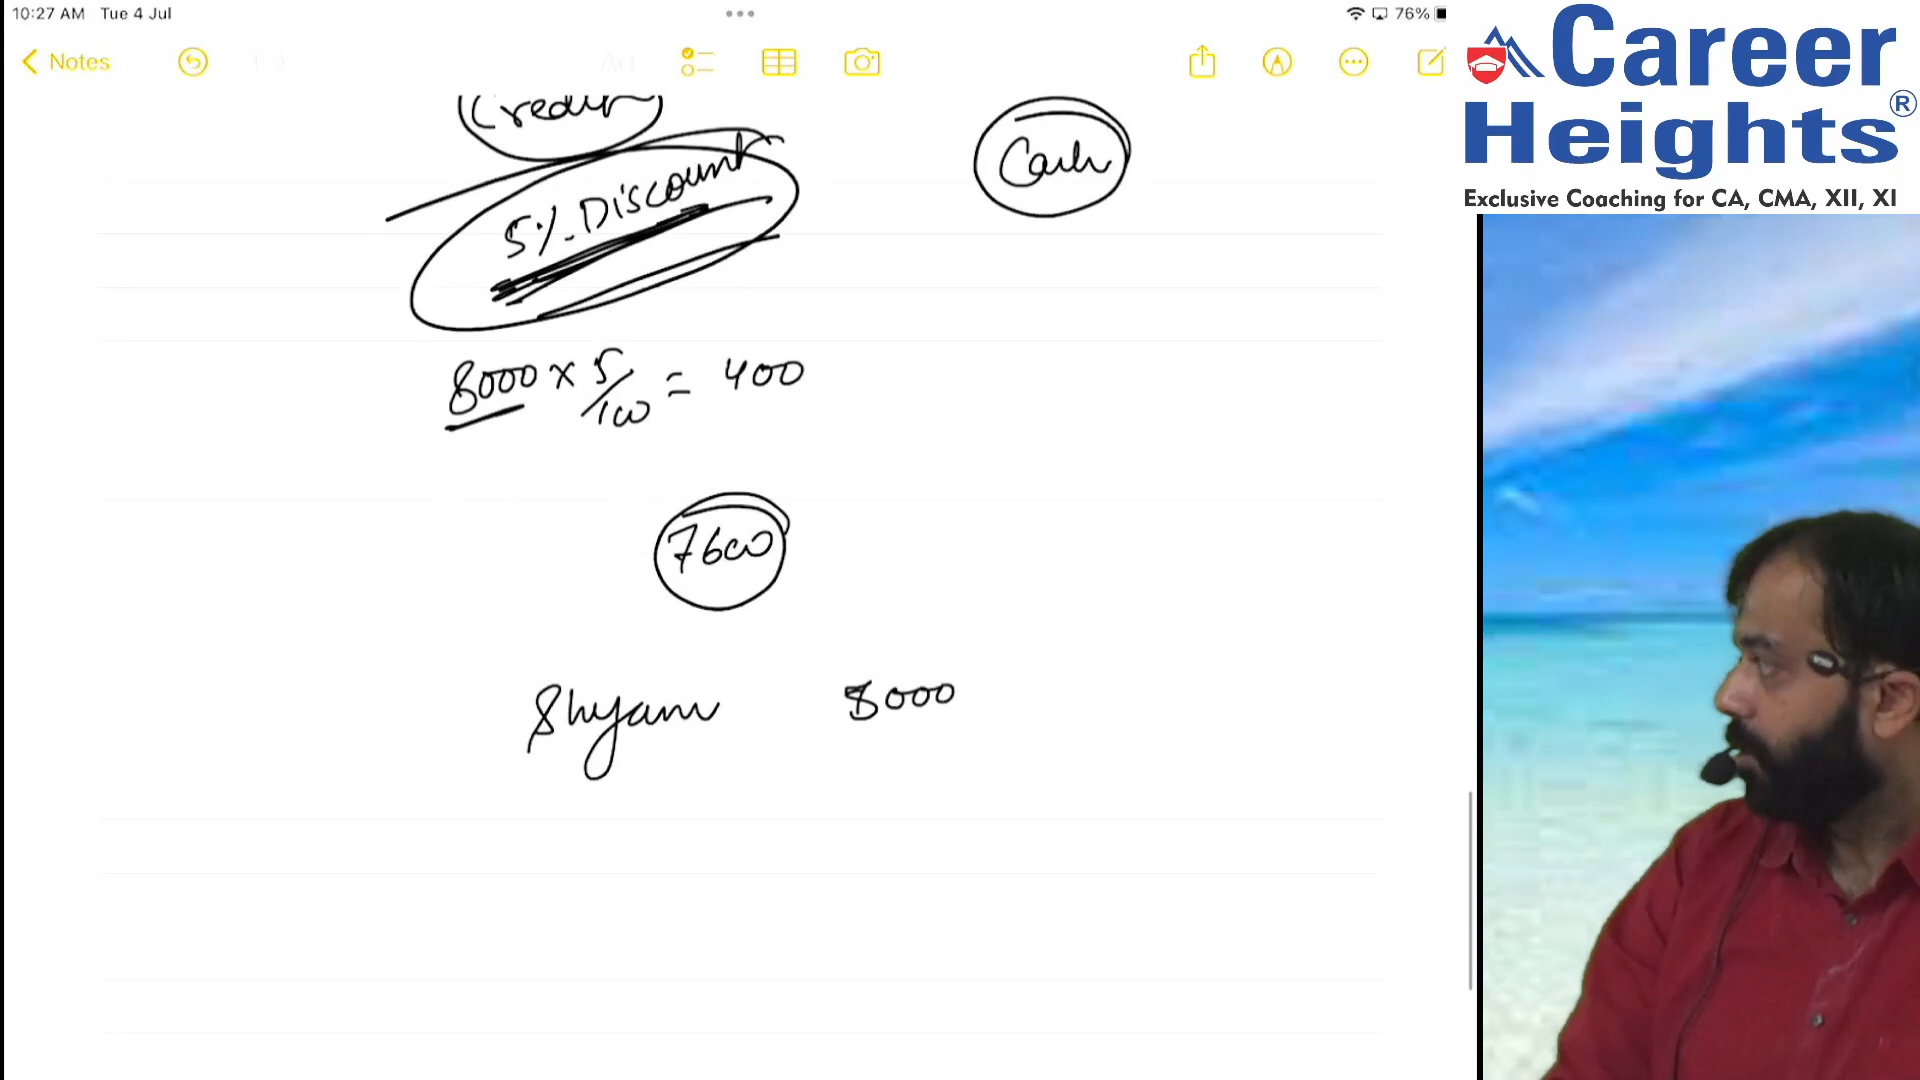 10:27 AM Tue 4 Jul
76%
Notes
Career
Heights®
Exclusive Coaching for CA, CMA, XII, XI
Credit
Cash
5%. Discount
8000 × 5/100 = 400
7600
Shyam 8000